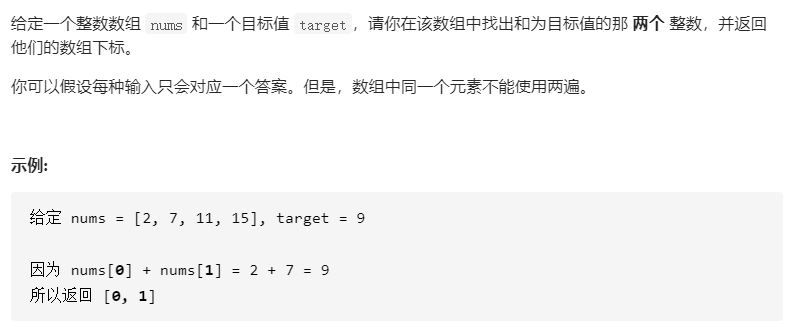 给定一个整数数组 nums 和一个目标值 target，请你在该数组中找出和为目标值的那 两个 整数，并返回
他们的数组下标。
你可以假设每种输入只会对应一个答案。但是，数组中同一个元素不能使用两遍。
示例:
给定 nums = [2, 7, 11, 15], target = 9
因为 nums[0] + nums[1] = 2 + 7 = 9
所以返回 [0, 1]